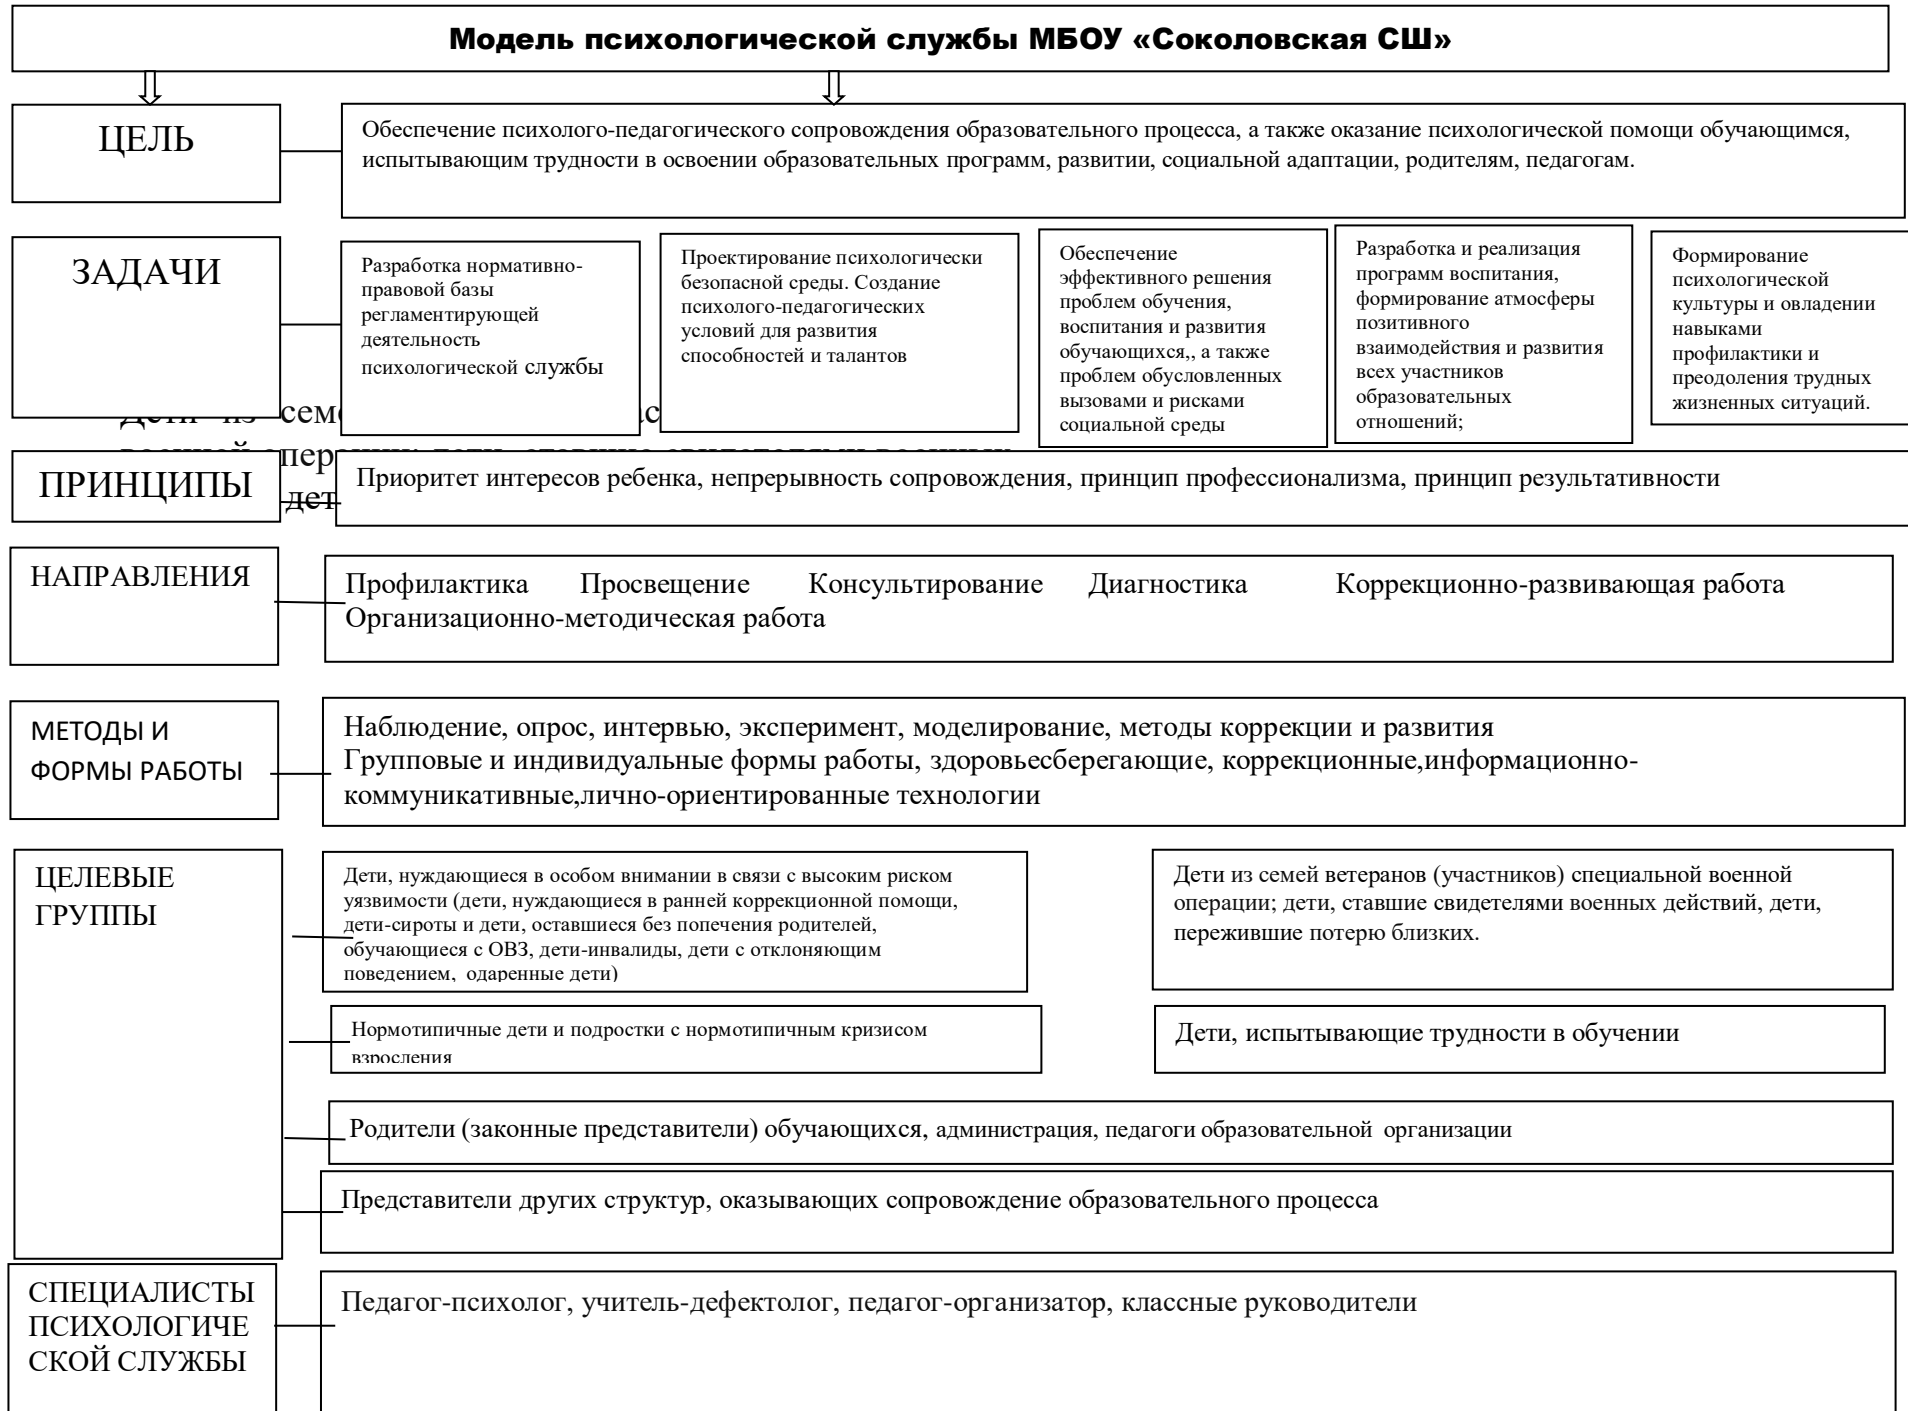 Модель психологической службы МБОУ «Соколовская СШ»
ЦЕЛЬ
Обеспечение психолого-педагогического сопровождения образовательного процесса, а также оказание психологической помощи обучающимся,
испытывающим трудности в освоении образовательных программ, развитии, социальной адаптации, родителям, педагогам.
ЗАДАЧИ
Разработка нормативно-
правовой базы
регламентирующей
деятельность
психологической службы
Проектирование психологически
безопасной среды. Создание
психолого-педагогических
условий для развития
способностей и талантов
Обеспечение
эффективного решения
проблем обучения,
воспитания и развития
обучающихся,, а также
проблем обусловленных
вызовами и рисками
социальной среды
Разработка и реализация
программ воспитания,
формирование атмосферы
позитивного
взаимодействия и развития
всех участников
образовательных
отношений;
Формирование
психологической
культуры и овладении
навыками
профилактики и
преодоления трудных
жизненных ситуаций.
ПРИНЦИПЫ
Приоритет интересов ребенка, непрерывность сопровождения, принцип профессионализма, принцип результативности
НАПРАВЛЕНИЯ
Профилактика Просвещение Консультирование Диагностика Коррекционно-развивающая работа
Организационно-методическая работа
МЕТОДЫ И
ФОРМЫ РАБОТЫ
Наблюдение, опрос, интервью, эксперимент, моделирование, методы коррекции и развития
Групповые и индивидуальные формы работы, здоровьесберегающие, коррекционные,информационно-
коммуникативные,лично-ориентированные технологии
ЦЕЛЕВЫЕ
ГРУППЫ
Дети, нуждающиеся в особом внимании в связи с высоким риском
уязвимости (дети, нуждающиеся в ранней коррекционной помощи,
дети-сироты и дети, оставшиеся без попечения родителей,
обучающиеся с ОВЗ, дети-инвалиды, дети с отклоняющим
поведением, одаренные дети)
Дети из семей ветеранов (участников) специальной военной
операции; дети, ставшие свидетелями военных действий, дети,
пережившие потерю близких.
Нормотипичные дети и подростки с нормотипичным кризисом
взросления
Дети, испытывающие трудности в обучении
Родители (законные представители) обучающихся, администрация, педагоги образовательной организации
Представители других структур, оказывающих сопровождение образовательного процесса
СПЕЦИАЛИСТЫ
ПСИХОЛОГИЧЕ
СКОЙ СЛУЖБЫ
Педагог-психолог, учитель-дефектолог, педагог-организатор, классные руководители